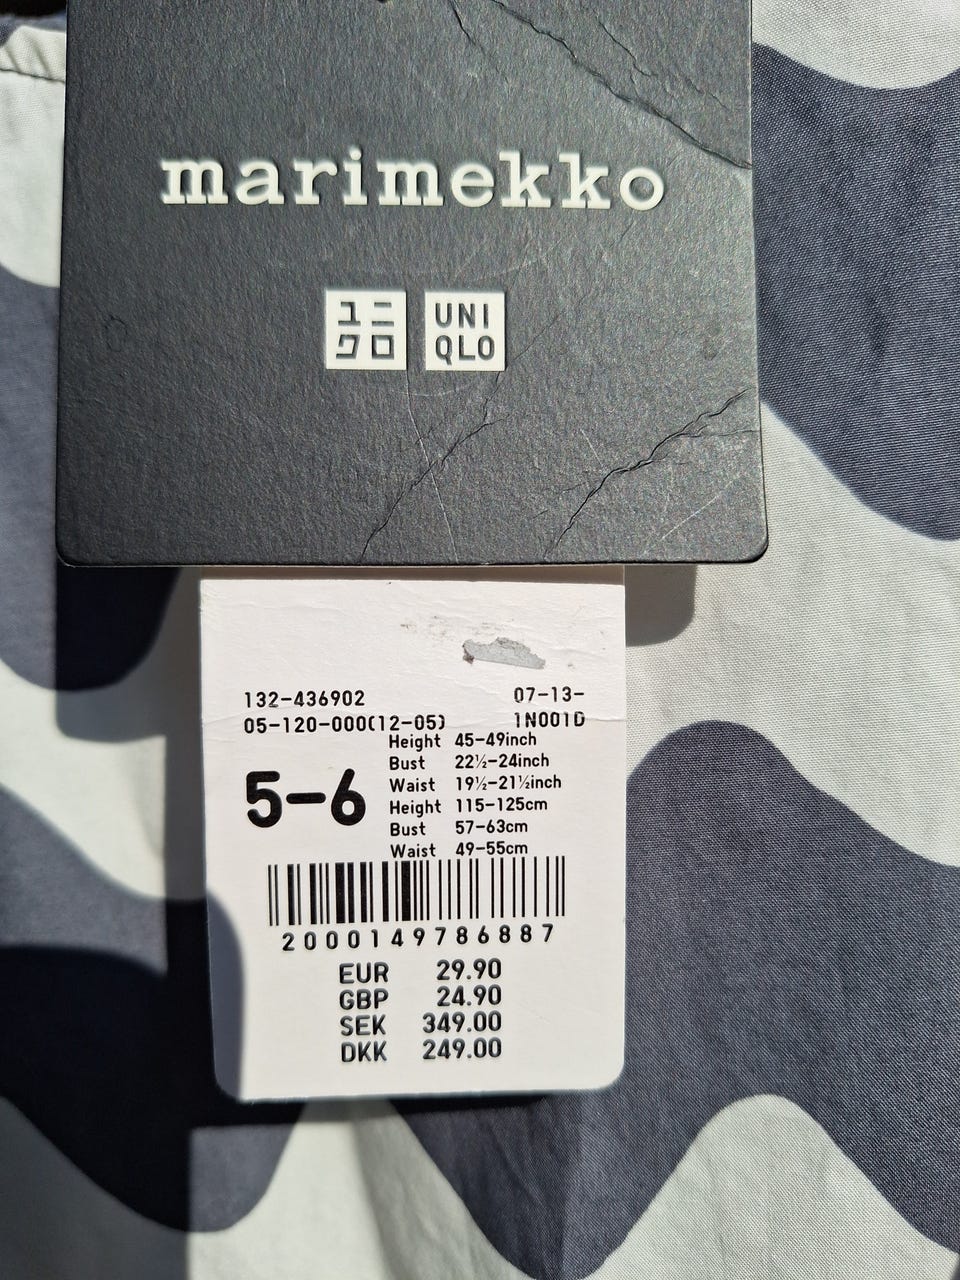 marimekko
ユニ
クロ
UNI
QLO
132-436902 07-13-
05-120-000(12-05) 1N001D
5-6
Height 45-49inch
Bust 22½-24inch
Waist 19½-21½inch
Height 115-125cm
Bust 57-63cm
Waist 49-55cm
2000149786887
EUR 29.90
GBP 24.90
SEK 349.00
DKK 249.00